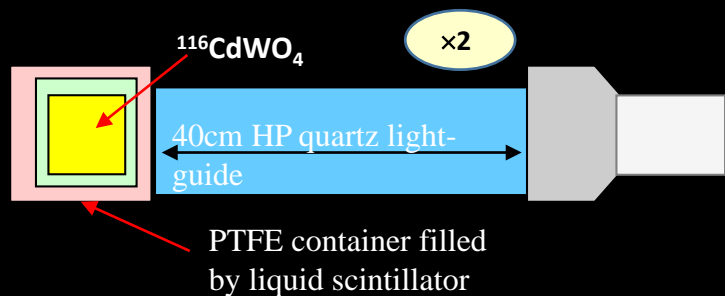 ¹¹⁶CdWO₄
×2
40cm HP quartz light-
guide
PTFE container filled
by liquid scintillator